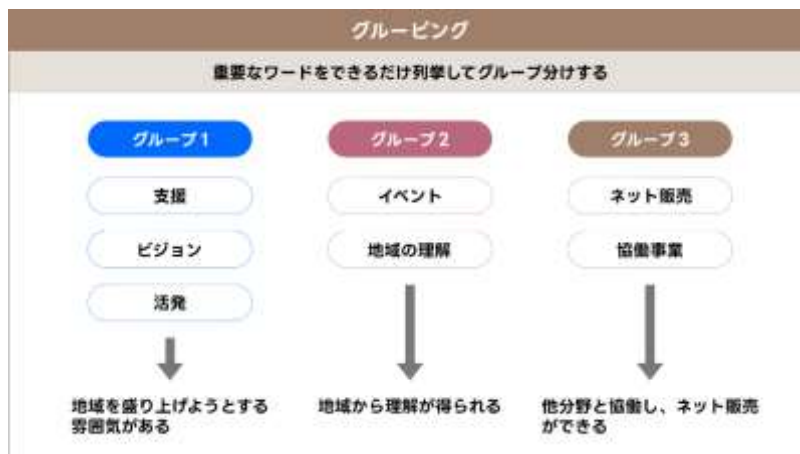 グルーピング
重要なワードをできるだけ列挙してグループ分けする
グループ1
支援
ビジョン
活発
地域を盛り上げようとする
雰囲気がある
グループ2
イベント
地域の理解
地域から理解が得られる
グループ3
ネット販売
協働事業
他分野と協働し、ネット販売
ができる